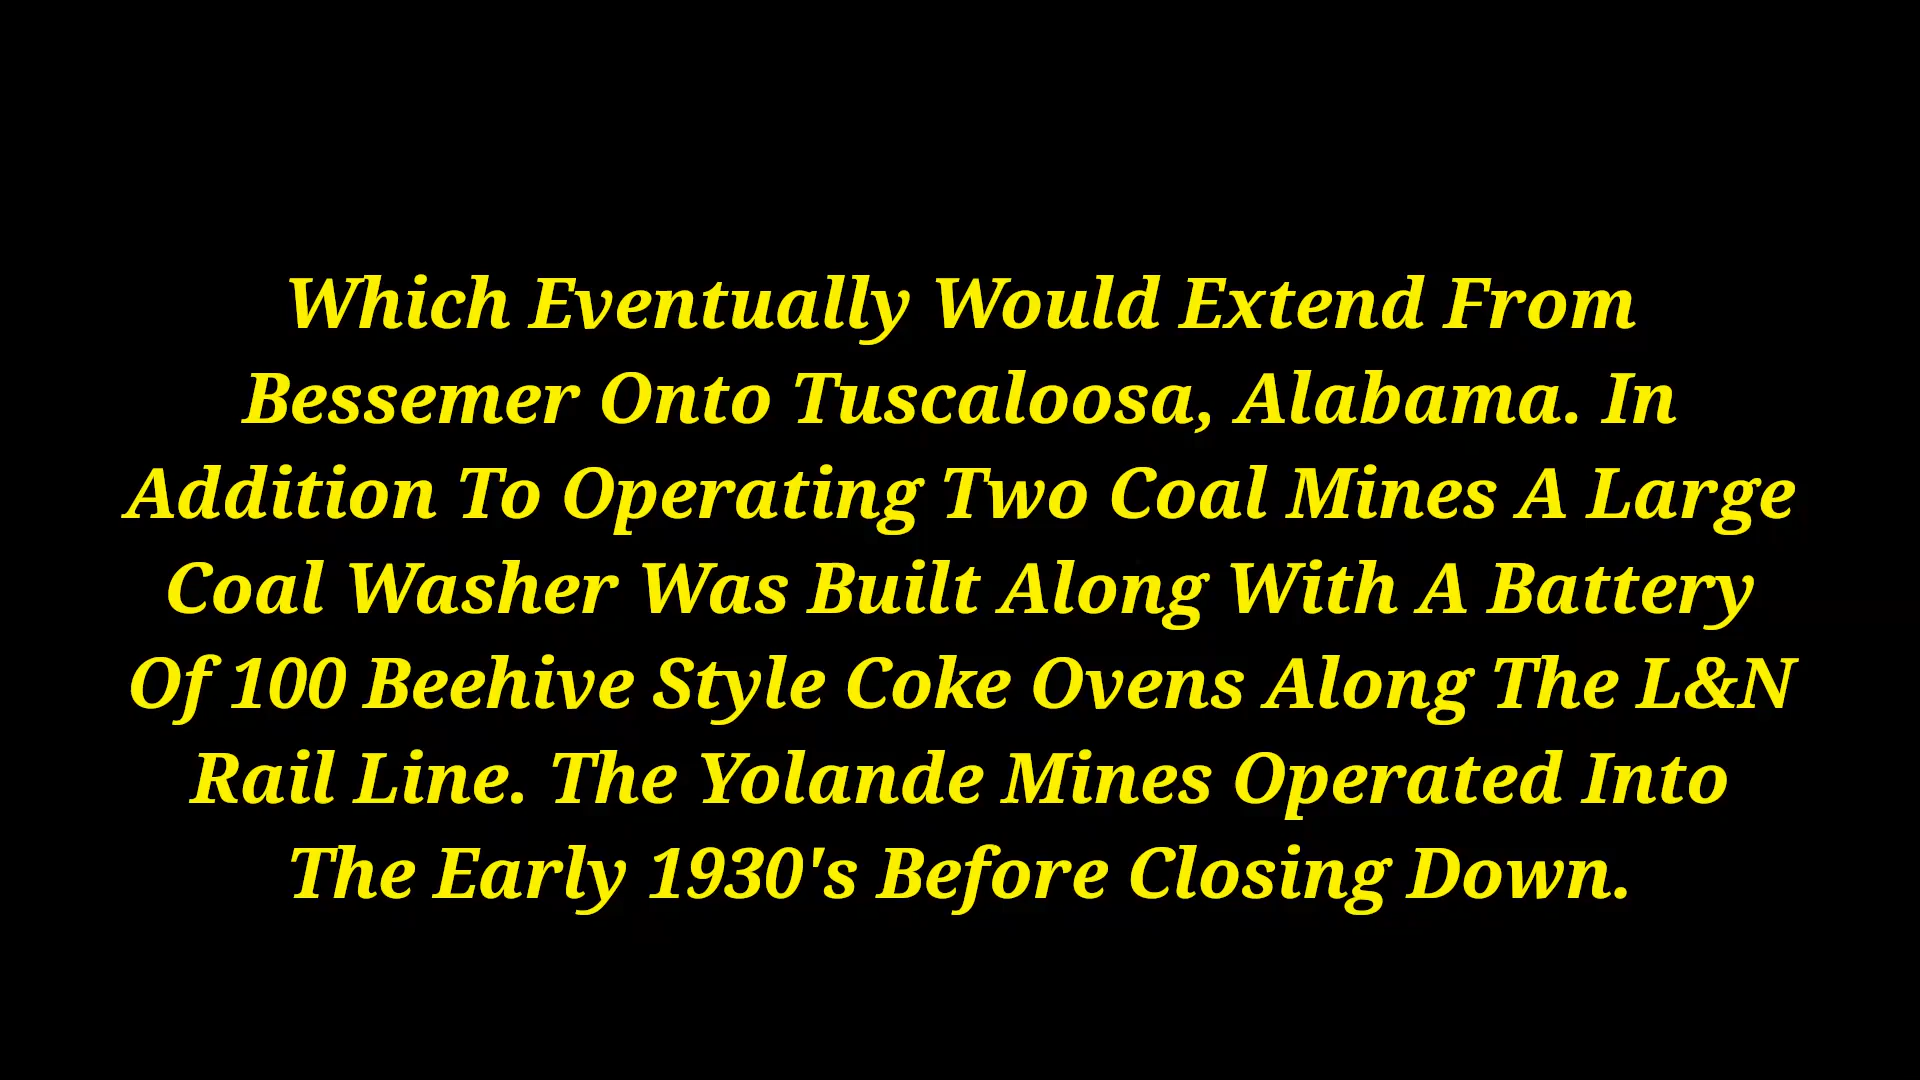 Which Eventually Would Extend From
Bessemer Onto Tuscaloosa, Alabama. In
Addition To Operating Two Coal Mines A Large
Coal Washer Was Built Along With A Battery
Of 100 Beehive Style Coke Ovens Along The L&N
Rail Line. The Yolande Mines Operated Into
The Early 1930's Before Closing Down.